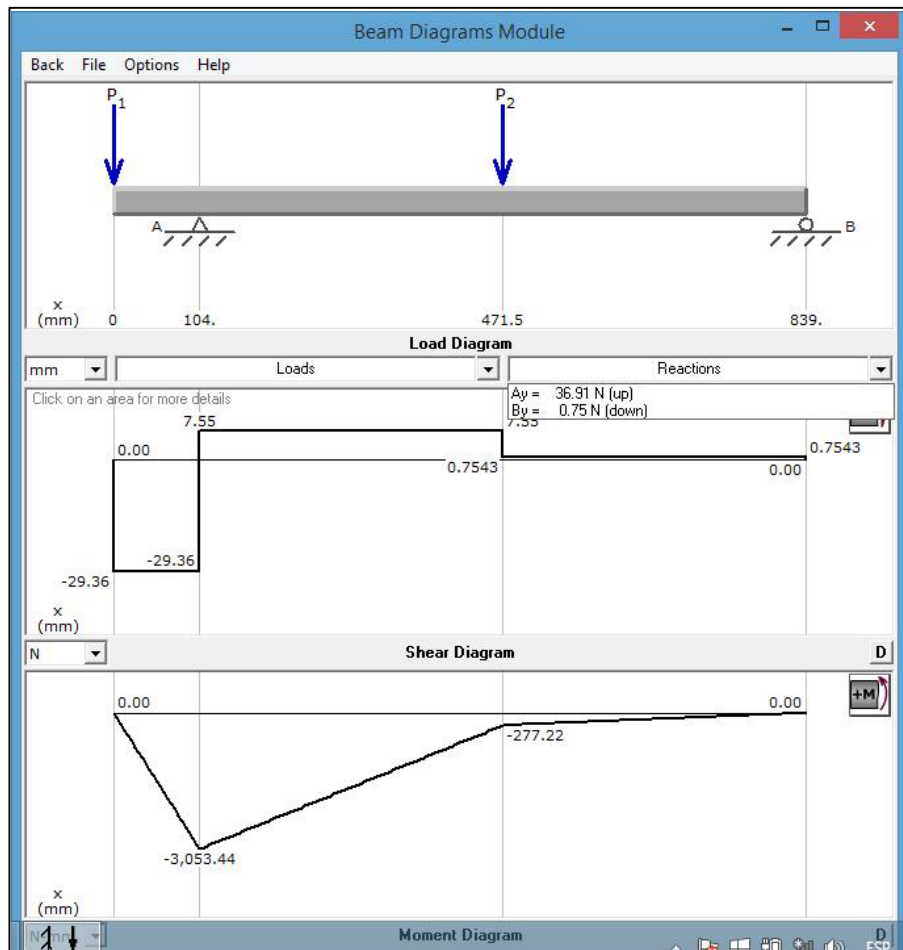 Beam Diagrams Module
Back File Options Help
P1 P2
A B
x
(mm) 0 104. 471.5 839.
Load Diagram
mm Loads Reactions
Click on an area for more details
Ay = 36.91 N (up)
By = 0.75 N (down)
7.55
0.00 0.7543 0.7543
0.00
-29.36
-29.36
x
(mm)
N Shear Diagram D
0.00 0.00 +M
-277.22
-3,053.44
x
(mm)
Moment Diagram D
ESP